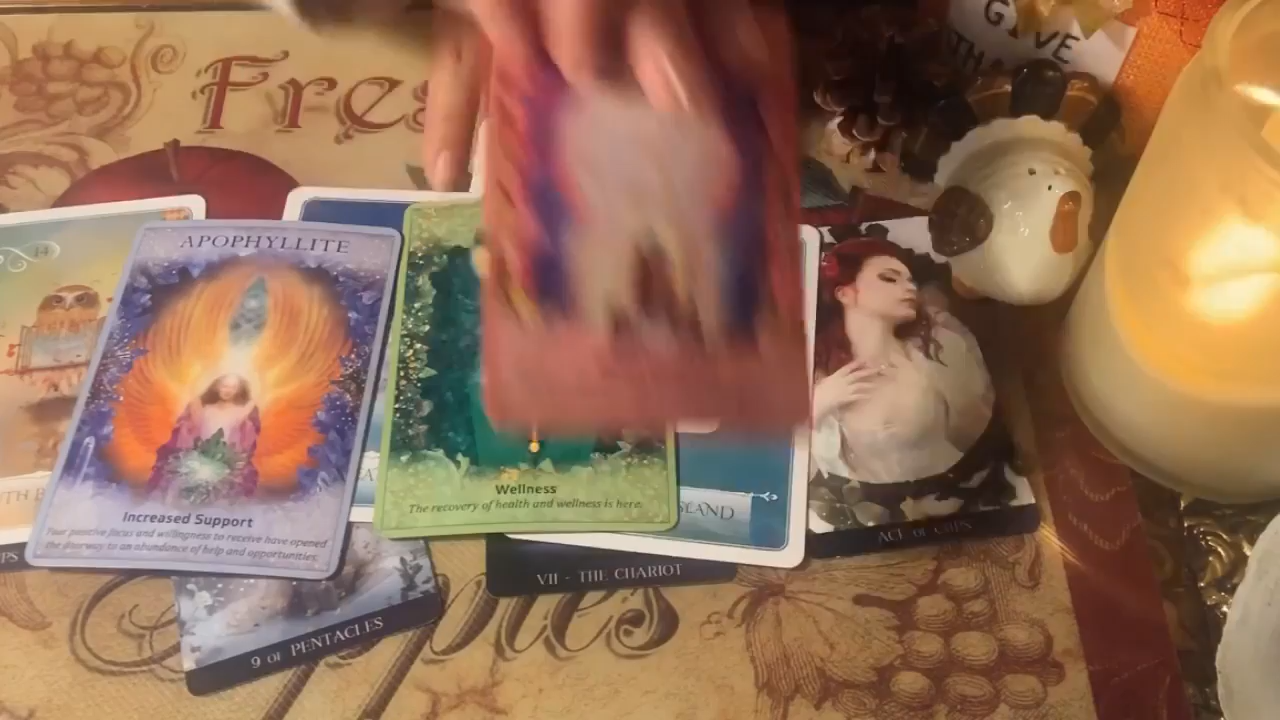 GIVE
Fre
14
APOPHYLLITE
Increased Support
Your positive focus and willingness to receive have opened
the doorway to an abundance of help and opportunities.
Wellness
The recovery of health and wellness is here.
ACE OF CUPS
VII - THE CHARIOT
9 OF PENTACLES